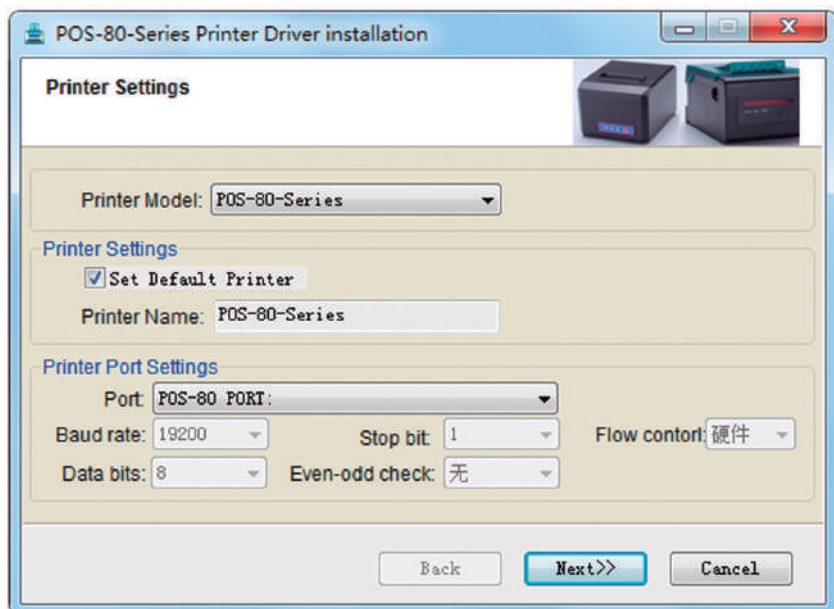 POS-80-Series Printer Driver installation
Printer Settings
Printer Model: POS-80-Series
Printer Settings
Set Default Printer
Printer Name: POS-80-Series
Printer Port Settings
Port: POS-80 PORT:
Baud rate: 19200 Stop bit: 1 Flow contorl: 硬件
Data bits: 8 Even-odd check: 无
Back Next>> Cancel